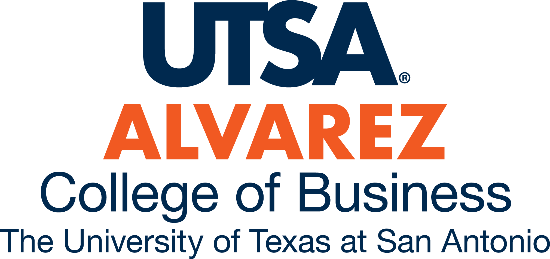 UTSA®
ALVAREZ
College of Business
The University of Texas at San Antonio